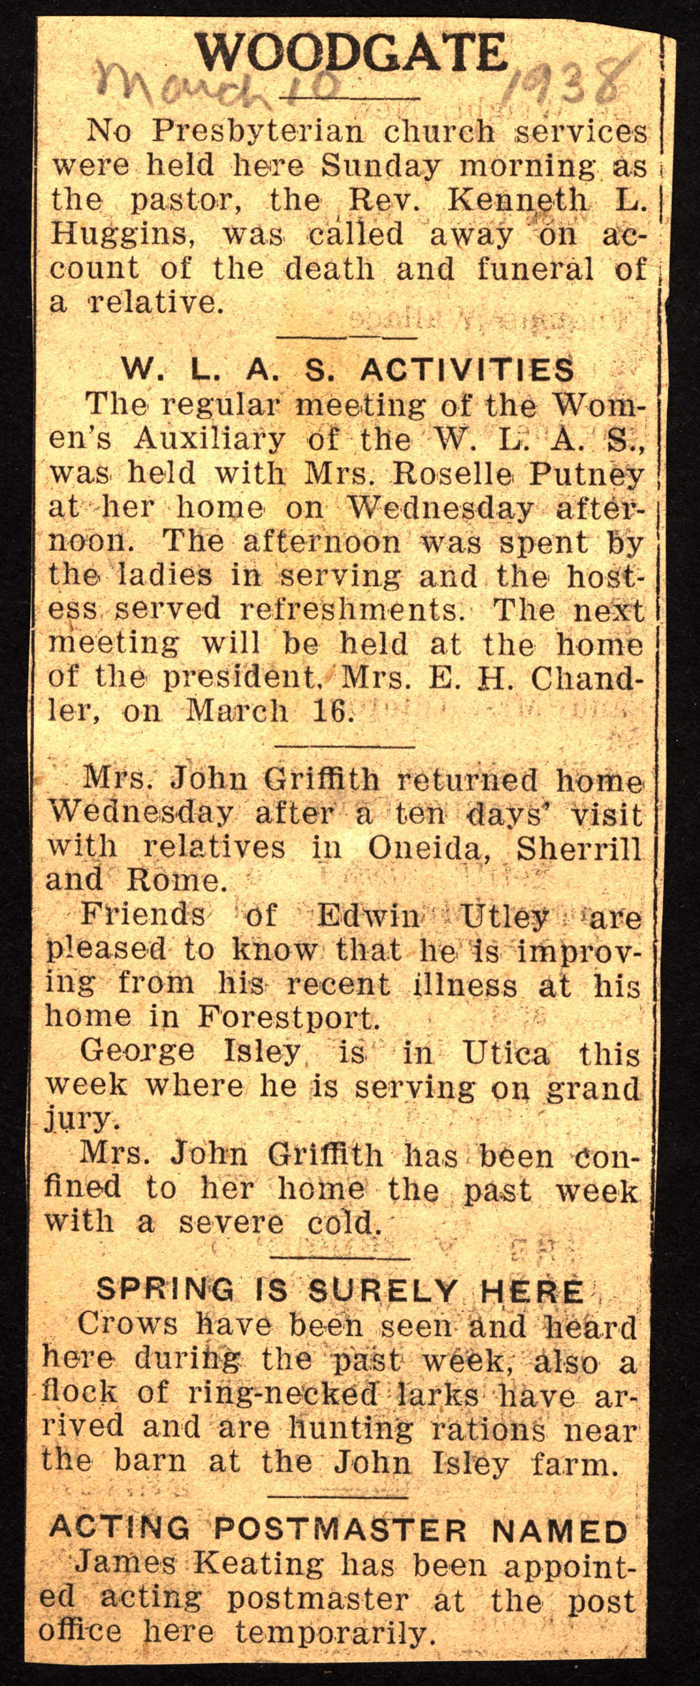 WOODGATE
March 10 1938
No Presbyterian church services
were held here Sunday morning as
the pastor, the Rev. Kenneth L.
Huggins, was called away on ac-
count of the death and funeral of
a relative.
W. L. A. S. ACTIVITIES
The regular meeting of the Wom-
en's Auxiliary of the W. L. A. S.,
was held with Mrs. Roselle Putney
at her home on Wednesday after-
noon. The afternoon was spent by
the ladies in serving and the host-
ess served refreshments. The next
meeting will be held at the home
of the president, Mrs. E. H. Chand-
ler, on March 16.
Mrs. John Griffith returned home
Wednesday after a ten days' visit
with relatives in Oneida, Sherrill
and Rome.
Friends of Edwin Utley are
pleased to know that he is improv-
ing from his recent illness at his
home in Forestport.
George Isley is in Utica this
week where he is serving on grand
jury.
Mrs. John Griffith has been con-
fined to her home the past week
with a severe cold.
SPRING IS SURELY HERE
Crows have been seen and heard
here during the past week, also a
flock of ring-necked larks have ar-
rived and are hunting rations near
the barn at the John Isley farm.
ACTING POSTMASTER NAMED
James Keating has been appoint-
ed acting postmaster at the post
office here temporarily.